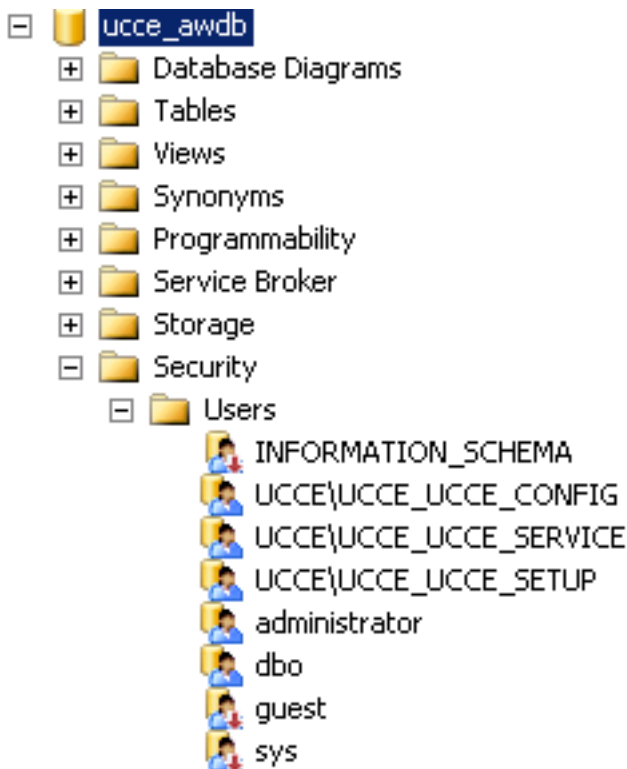 ucce_awdb
Database Diagrams
Tables
Views
Synonyms
Programmability
Service Broker
Storage
Security
Users
INFORMATION_SCHEMA
UCCE\UCCE_UCCE_CONFIG
UCCE\UCCE_UCCE_SERVICE
UCCE\UCCE_UCCE_SETUP
administrator
dbo
guest
sys